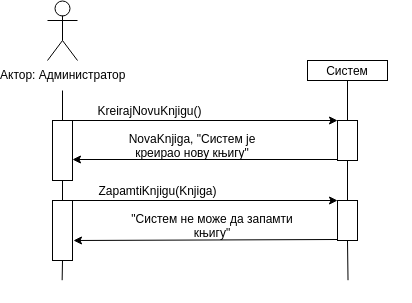 Актор: Администратор
Систем
KreirajNovuKnjigu()
NovaKnjiga, "Систем је
креирао нову књигу"
ZapamtiKnjigu(Knjiga)
"Систем не може да запамти
књигу"